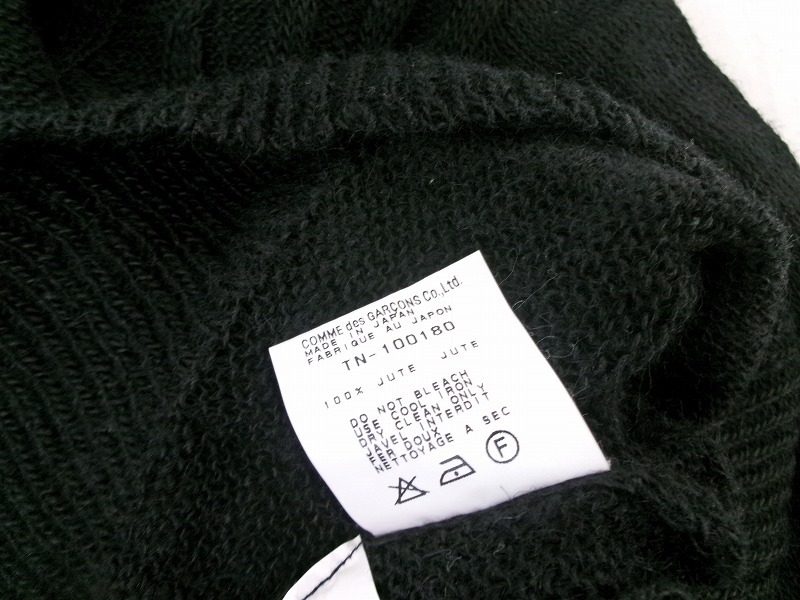 COMME des GARÇONS Co.,Ltd.
MADE IN JAPAN
FABRIQUE AU JAPON
TN-100180
100% JUTE JUTE
DO NOT BLEACH
USE COOL IRON
DRY CLEAN ONLY
JAVEL INTERDIT
FER DOUX
NETTOYAGE A SEC
F